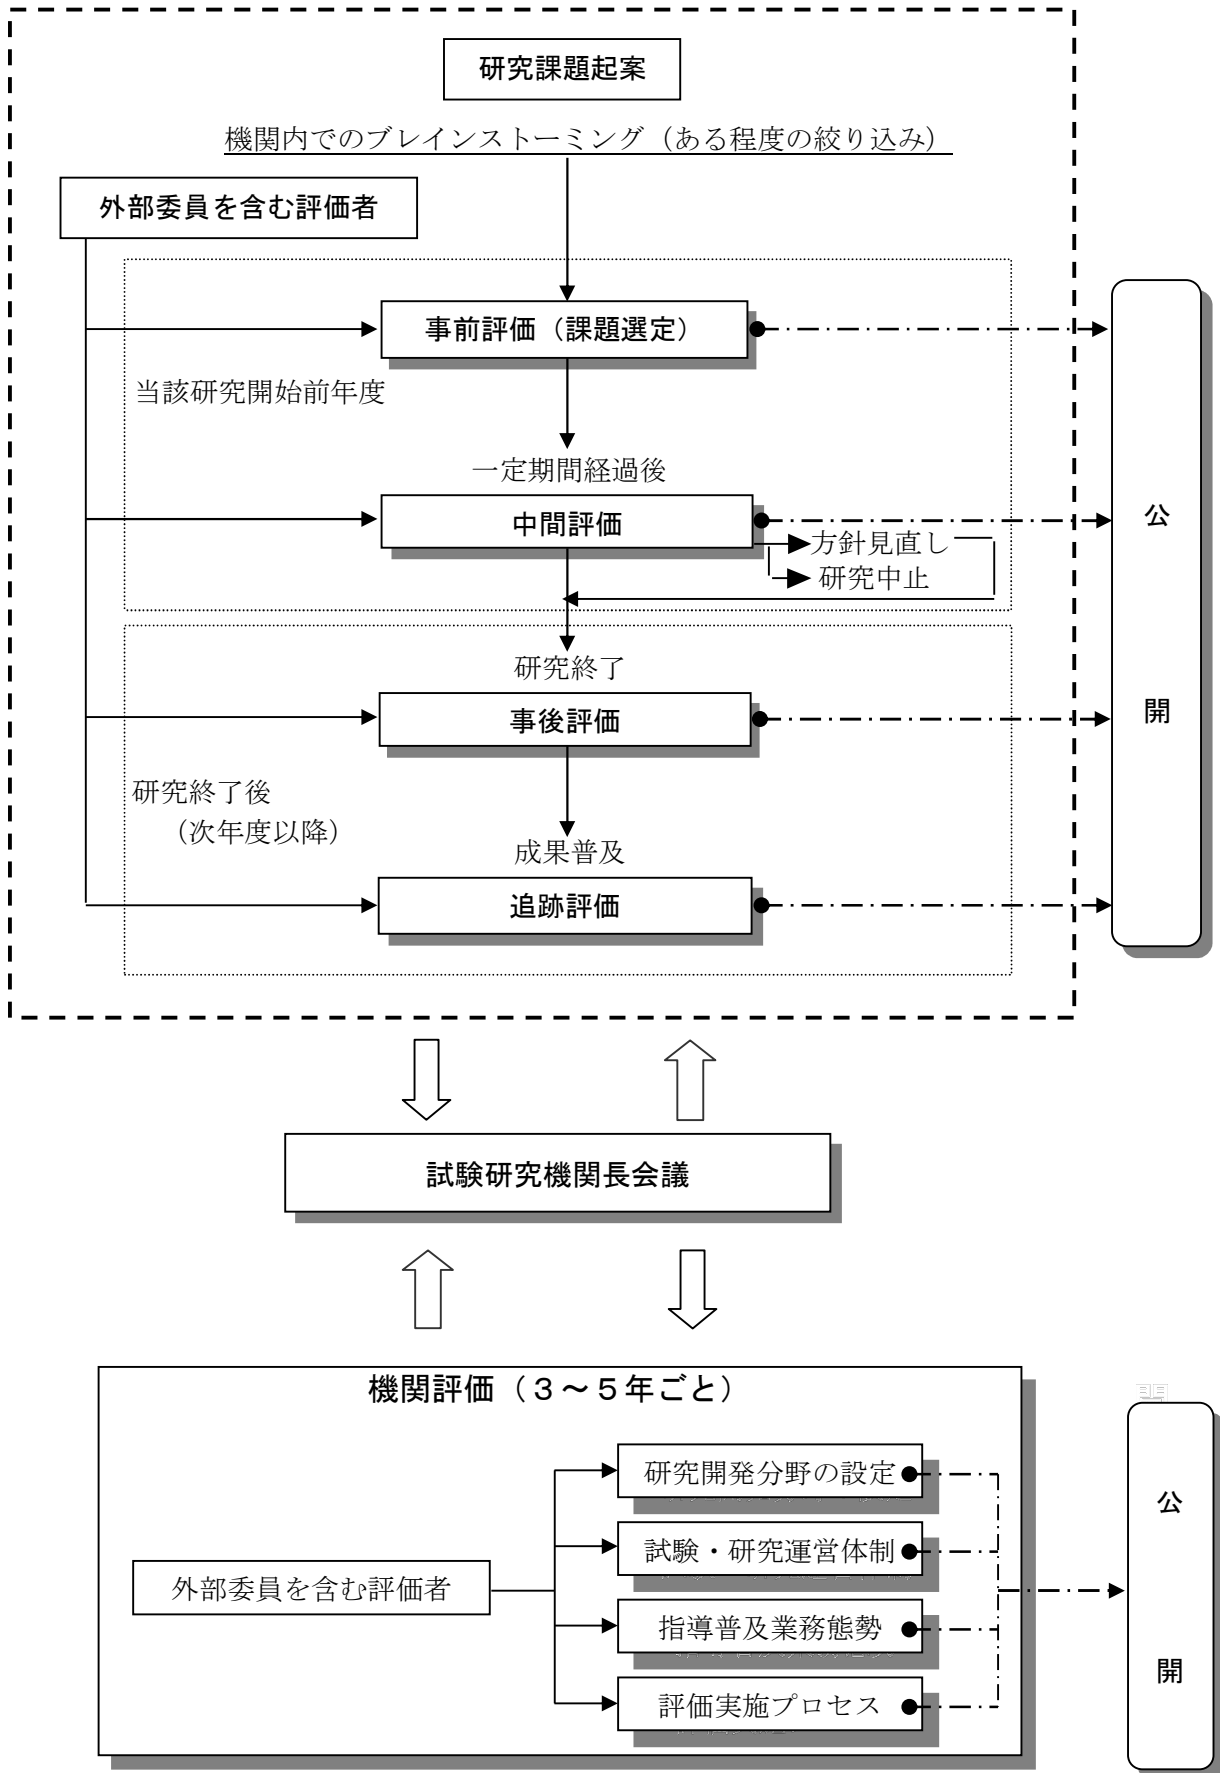 研究課題起案
機関内でのブレインストーミング（ある程度の絞り込み）
外部委員を含む評価者
事前評価（課題選定）
当該研究開始前年度
一定期間経過後
中間評価
方針見直し
研究中止
研究終了
事後評価
研究終了後
（次年度以降）
成果普及
追跡評価
公
開
試験研究機関長会議
機関評価（３～５年ごと）
研究開発分野の設定
試験・研究運営体制
外部委員を含む評価者
指導普及業務態勢
評価実施プロセス
公
開